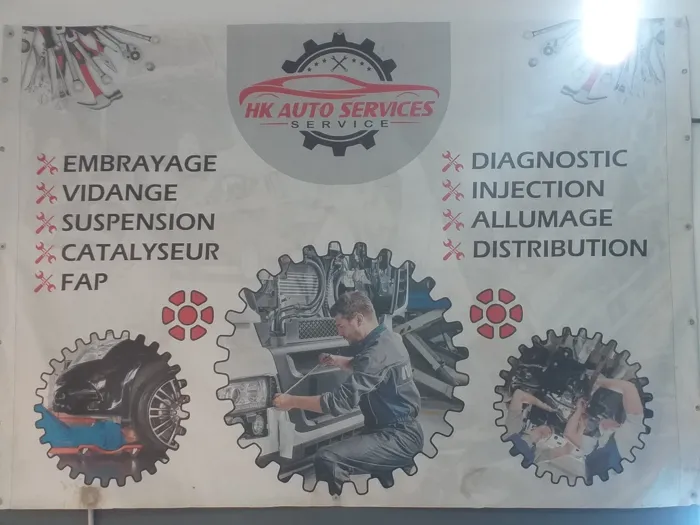 HK AUTO SERVICES
SERVICE
EMBRAYAGE
VIDANGE
SUSPENSION
CATALYSEUR
FAP
DIAGNOSTIC
INJECTION
ALLUMAGE
DISTRIBUTION